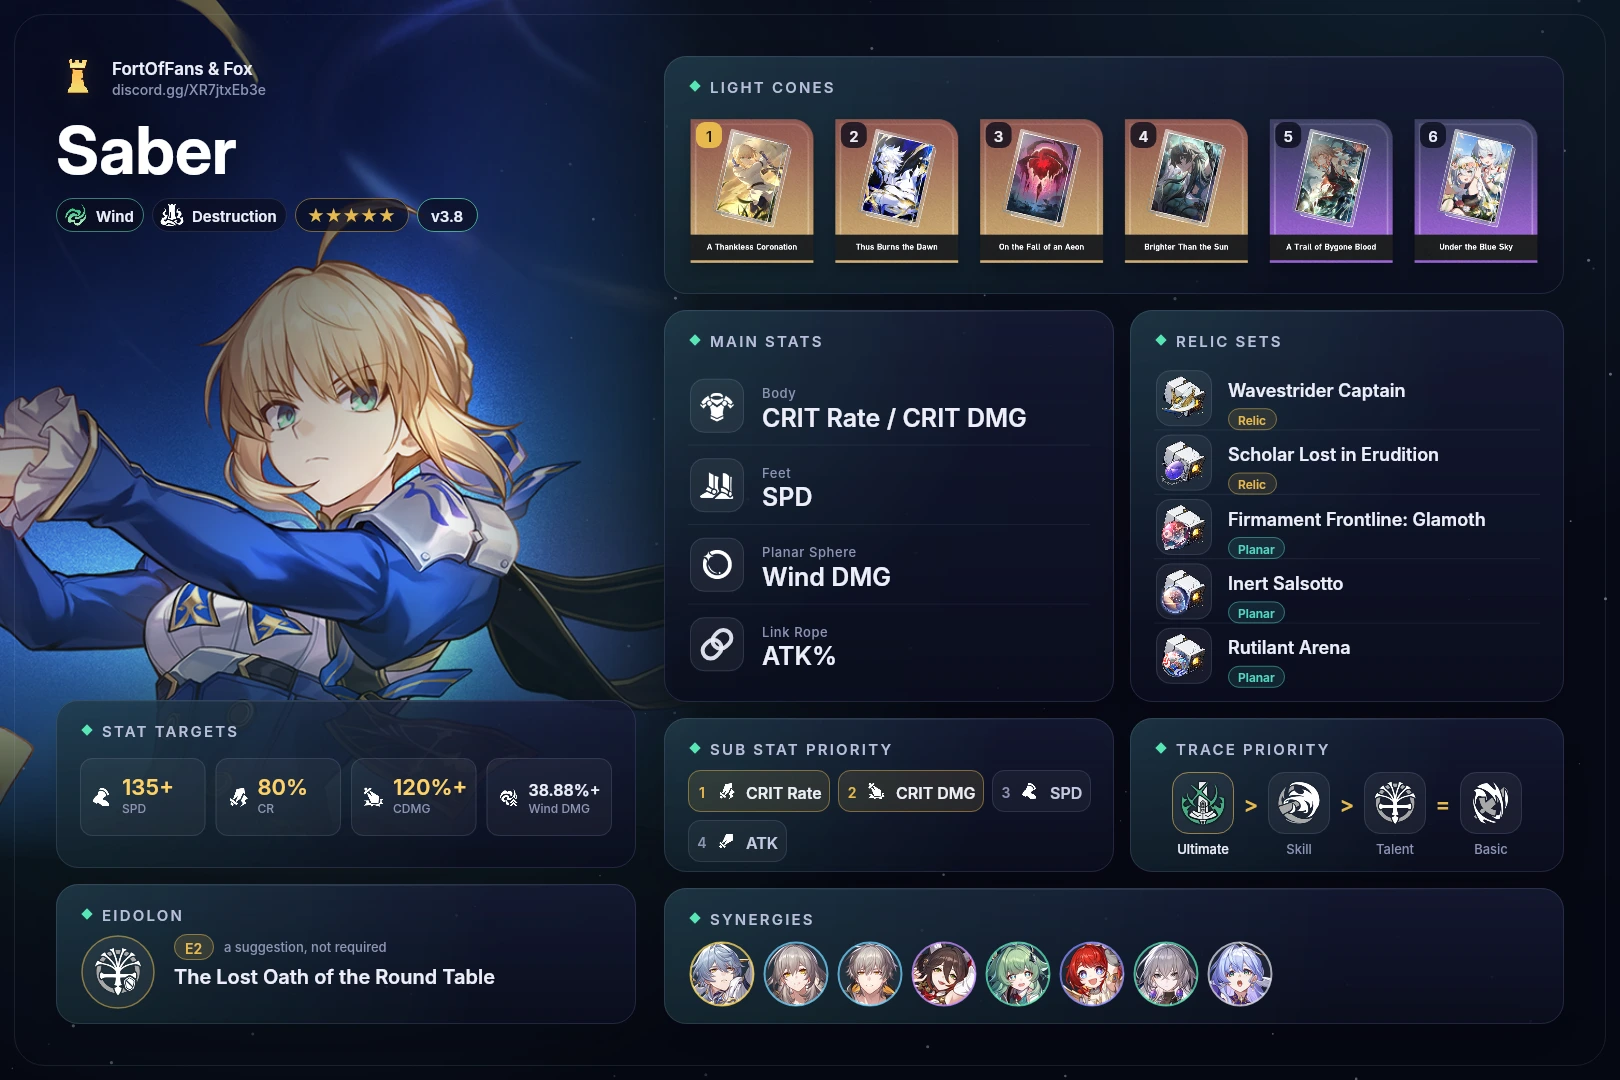 FortOfFans & Fox
discord.gg/XR7jtxEb3e
Saber
Wind
Destruction
★★★★★
v3.8
LIGHT CONES
1
2
3
4
5
6
A Thankless Coronation
Thus Burns the Dawn
On the Fall of an Aeon
Brighter Than the Sun
A Trail of Bygone Blood
Under the Blue Sky
MAIN STATS
Body
CRIT Rate / CRIT DMG
Feet
SPD
Planar Sphere
Wind DMG
Link Rope
ATK%
RELIC SETS
Wavestrider Captain
Relic
Scholar Lost in Erudition
Relic
Firmament Frontline: Glamoth
Planar
Inert Salsotto
Planar
Rutilant Arena
Planar
STAT TARGETS
135+
SPD
80%
CR
120%+
CDMG
38.88%+
Wind DMG
SUB STAT PRIORITY
1 CRIT Rate
2 CRIT DMG
3 SPD
4 ATK
TRACE PRIORITY
> > =
Ultimate
Skill
Talent
Basic
EIDOLON
E2 a suggestion, not required
The Lost Oath of the Round Table
SYNERGIES